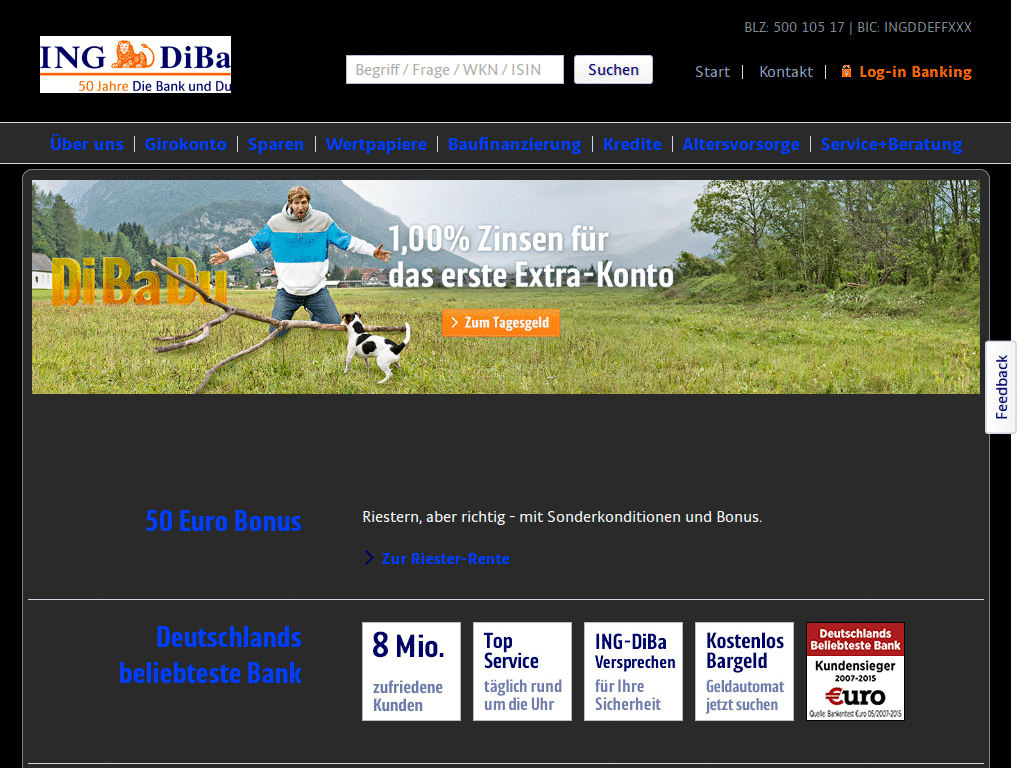 BLZ: 500 105 17 | BIC: INGDDEFFXXX
ING DiBa
50 Jahre Die Bank und Du
Begriff / Frage / WKN / ISIN
Suchen
Start | Kontakt | Log-in Banking
Über uns | Girokonto | Sparen | Wertpapiere | Baufinanzierung | Kredite | Altersvorsorge | Service+Beratung
DiBaDu
1,00% Zinsen für
das erste Extra-Konto
Zum Tagesgeld
Feedback
50 Euro Bonus
Riestern, aber richtig - mit Sonderkonditionen und Bonus.
Zur Riester-Rente
Deutschlands
beliebteste Bank
8 Mio.
zufriedene
Kunden
Top
Service
täglich rund
um die Uhr
ING-DiBa
Versprechen
für Ihre
Sicherheit
Kostenlos
Bargeld
Geldautomat
jetzt suchen
Deutschlands
Beliebteste Bank
Kundensieger
2007-2015
€uro
Quelle: Bankentest €uro 05/2007-2015